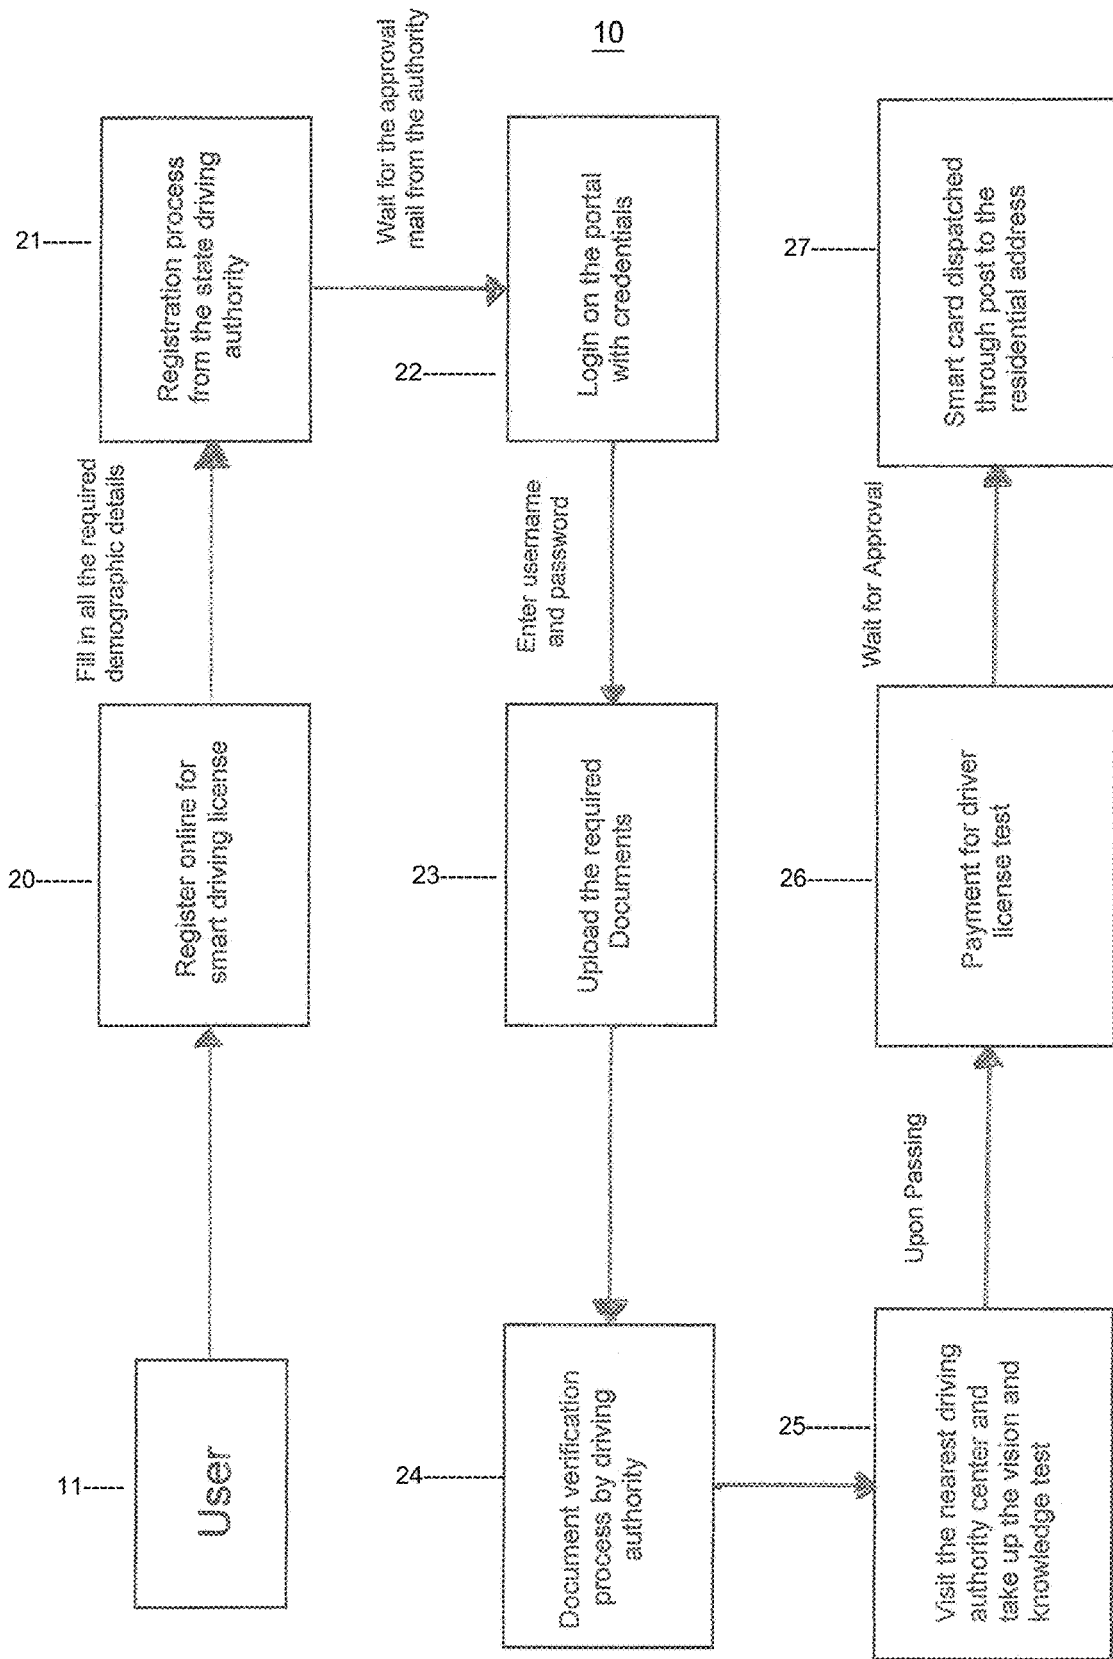 10
11-----
User
20------
Register online for
smart driving license
Fill in all the required
demographic details
21------
Registration process
from the state driving
authority
Wait for the approval
mail from the authority
22------
Login on the portal
with credentials
Enter username
and password
23------
Upload the required
Documents
24------
Document verification
process by driving
authority
25------
Visit the nearest driving
authority center and
take up the vision and
knowledge test
Upon Passing
26------
Payment for driver
license test
Wait for Approval
27------
Smart card dispatched
through post to the
residential address